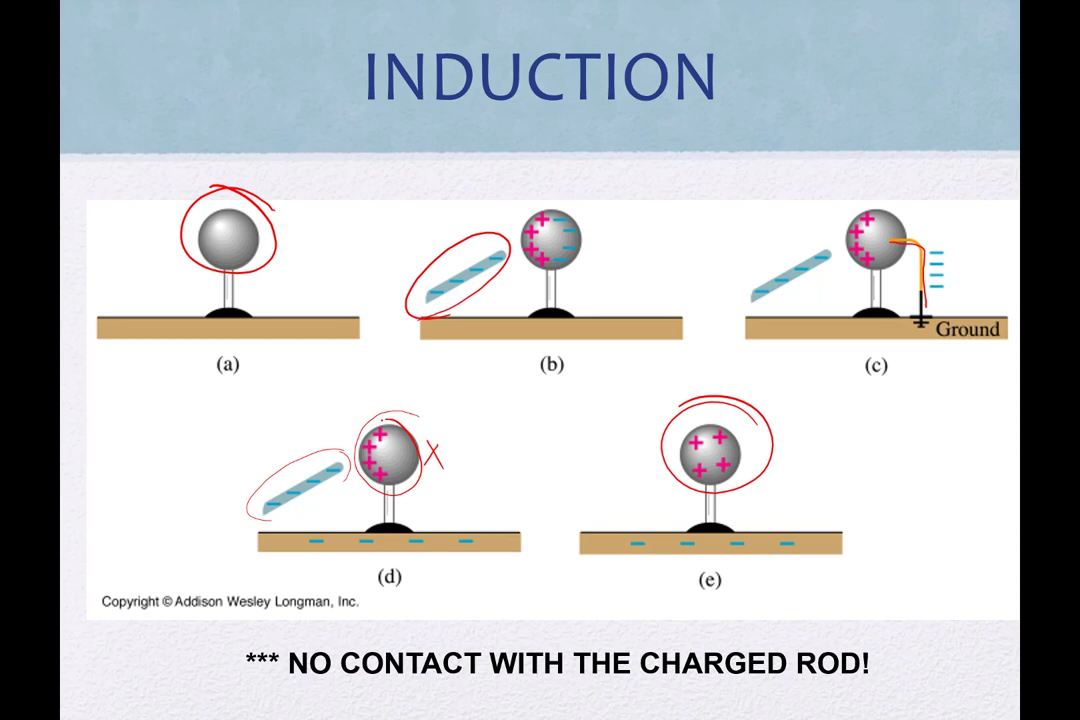 INDUCTION
Ground
(a)
(b)
(c)
X
(d)
(e)
Copyright © Addison Wesley Longman, Inc.
*** NO CONTACT WITH THE CHARGED ROD!